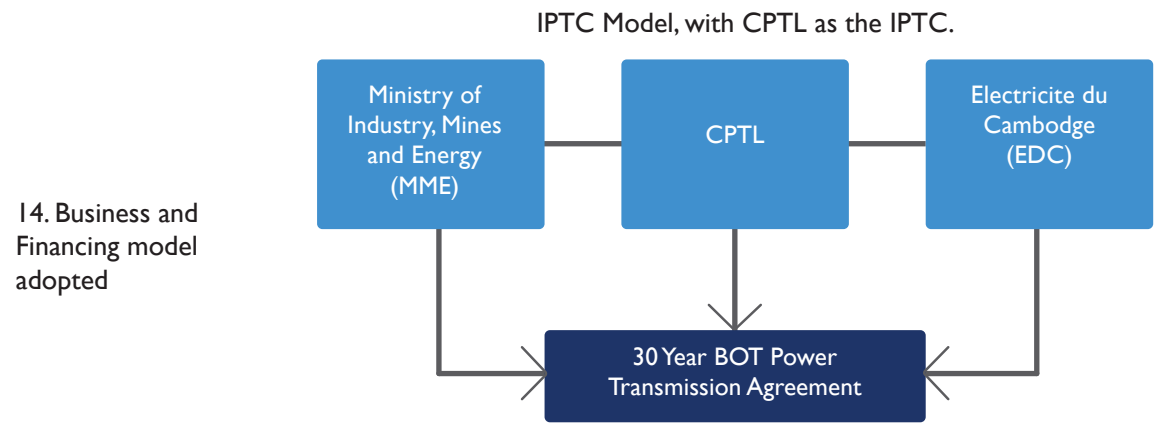 IPTC Model, with CPTL as the IPTC.
Ministry of
Industry, Mines
and Energy
(MME)
CPTL
Electricite du
Cambodge
(EDC)
14. Business and
Financing model
adopted
30 Year BOT Power
Transmission Agreement